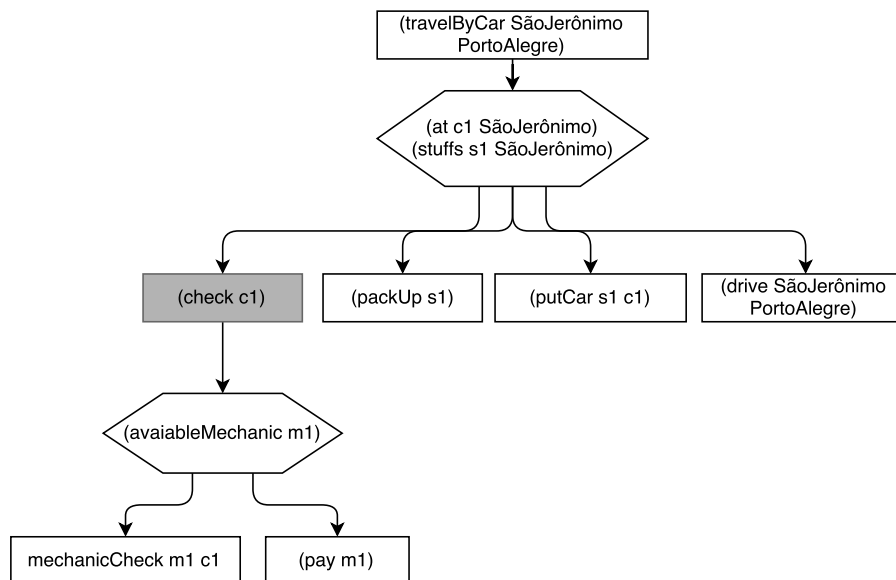 (travelByCar SãoJerônimo
PortoAlegre)
(at c1 SãoJerônimo)
(stuffs s1 SãoJerônimo)
(check c1)
(packUp s1)
(putCar s1 c1)
(drive SãoJerônimo
PortoAlegre)
(avaiableMechanic m1)
mechanicCheck m1 c1
(pay m1)